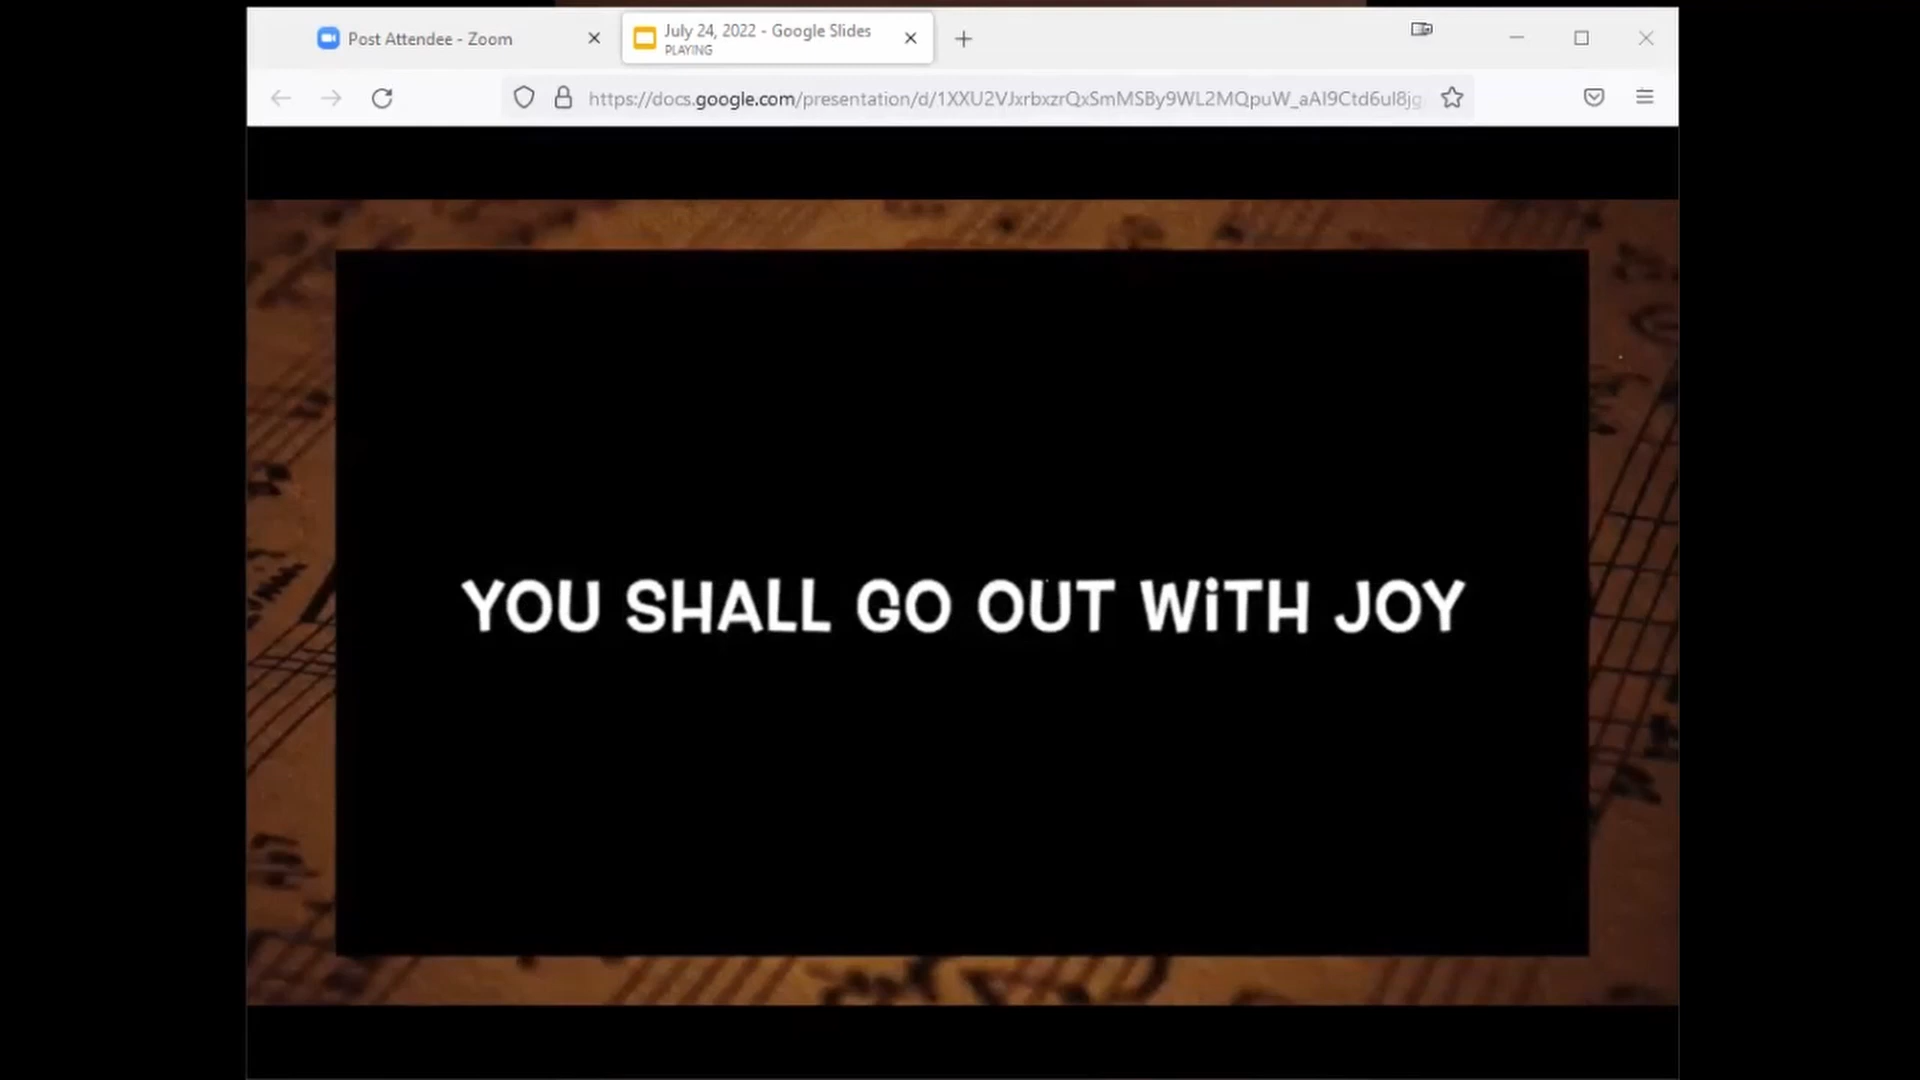 Post Attendee - Zoom
July 24, 2022 - Google Slides
PLAYING
https://docs.google.com/presentation/d/1XXU2VJxrbxzrQxSmMSBy9WL2MQpuW_aAI9Ctd6ul8jg
YOU SHALL GO OUT WiTH JOY